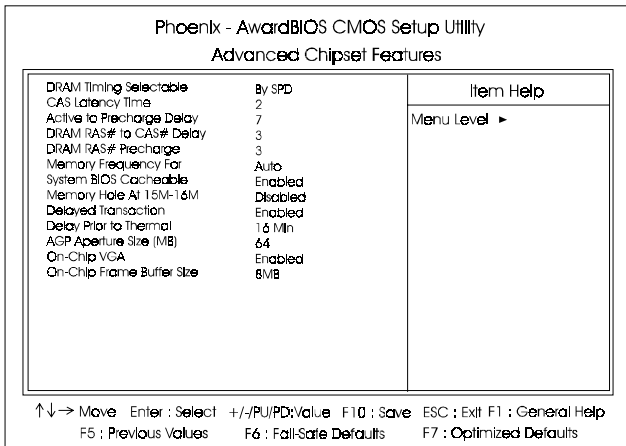 Phoenix - AwardBIOS CMOS Setup Utility
Advanced Chipset Features
DRAM Timing Selectable By SPD
CAS Latency Time 2
Active to Precharge Delay 7
DRAM RAS# to CAS# Delay 3
DRAM RAS# Precharge 3
Memory Frequency For Auto
System BIOS Cacheable Enabled
Memory Hole At 15M-16M Disabled
Delayed Transaction Enabled
Delay Prior to Thermal 16 Min
AGP Aperture Size (MB) 64
On-Chip VGA Enabled
On-Chip Frame Buffer Size 8MB
Item Help
Menu Level ►
↑↓→ Move Enter : Select +/-/PU/PD:Value F10 : Save ESC : Exit F1 : General Help
F5 : Previous Values F6 : Fail-Safe Defaults F7 : Optimized Defaults